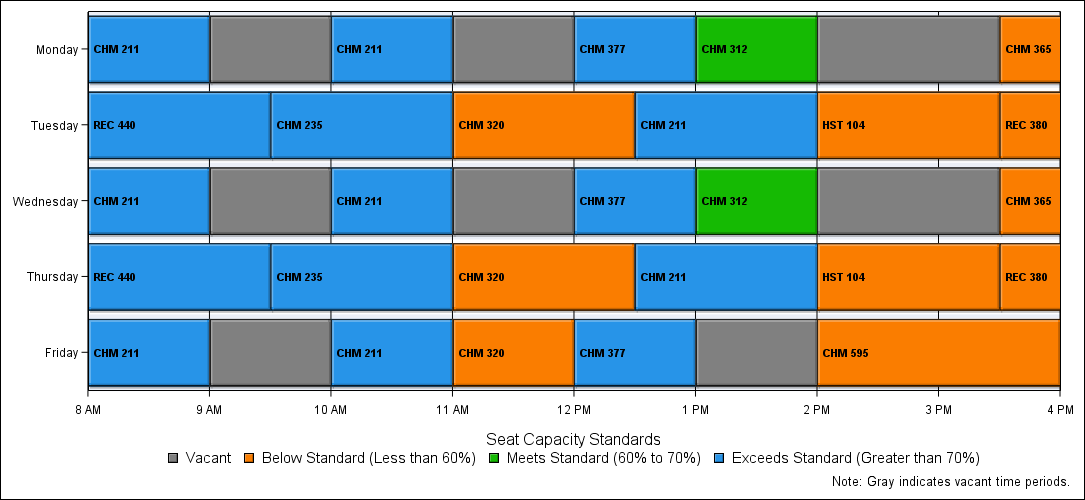 Monday CHM 211 CHM 211 CHM 377 CHM 312 CHM 365
Tuesday REC 440 CHM 235 CHM 320 CHM 211 HST 104 REC 380
Wednesday CHM 211 CHM 211 CHM 377 CHM 312 CHM 365
Thursday REC 440 CHM 235 CHM 320 CHM 211 HST 104 REC 380
Friday CHM 211 CHM 211 CHM 320 CHM 377 CHM 595
8 AM 9 AM 10 AM 11 AM 12 PM 1 PM 2 PM 3 PM 4 PM
Seat Capacity Standards
Vacant Below Standard (Less than 60%) Meets Standard (60% to 70%) Exceeds Standard (Greater than 70%)
Note: Gray indicates vacant time periods.